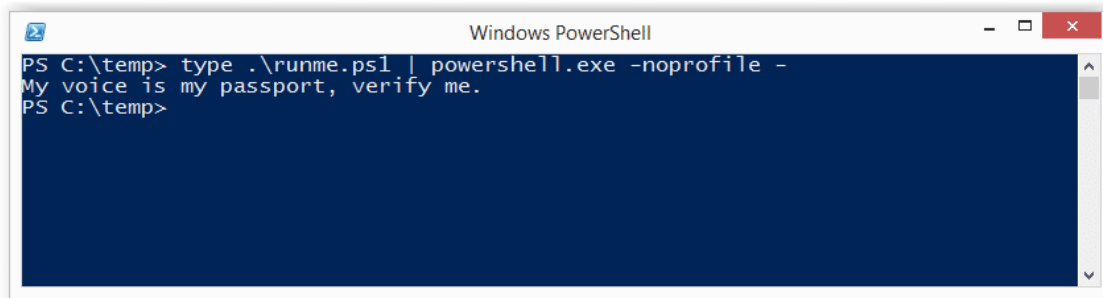 Windows PowerShell
PS C:\temp> type .\runme.ps1 | powershell.exe -noprofile -
My voice is my passport, verify me.
PS C:\temp>